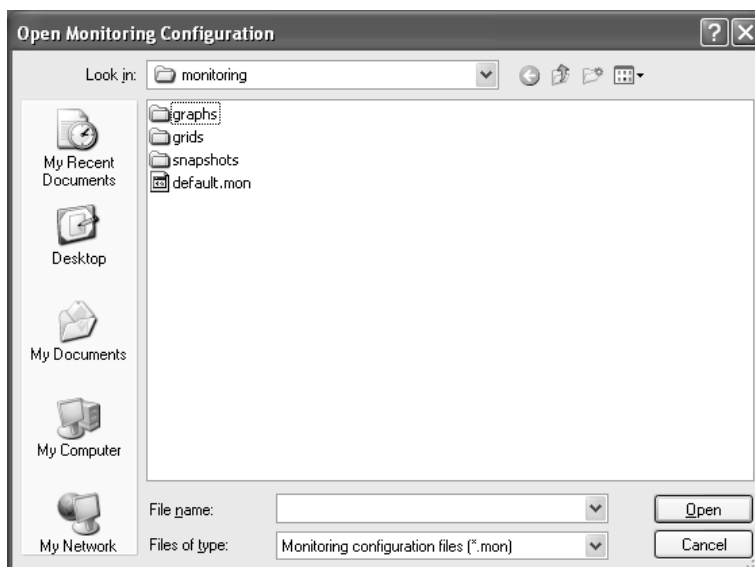 Open Monitoring Configuration
?
Look in:
monitoring
graphs
grids
snapshots
default.mon
My Recent
Documents
Desktop
My Documents
My Computer
My Network
File name:
Open
Files of type:
Monitoring configuration files (*.mon)
Cancel